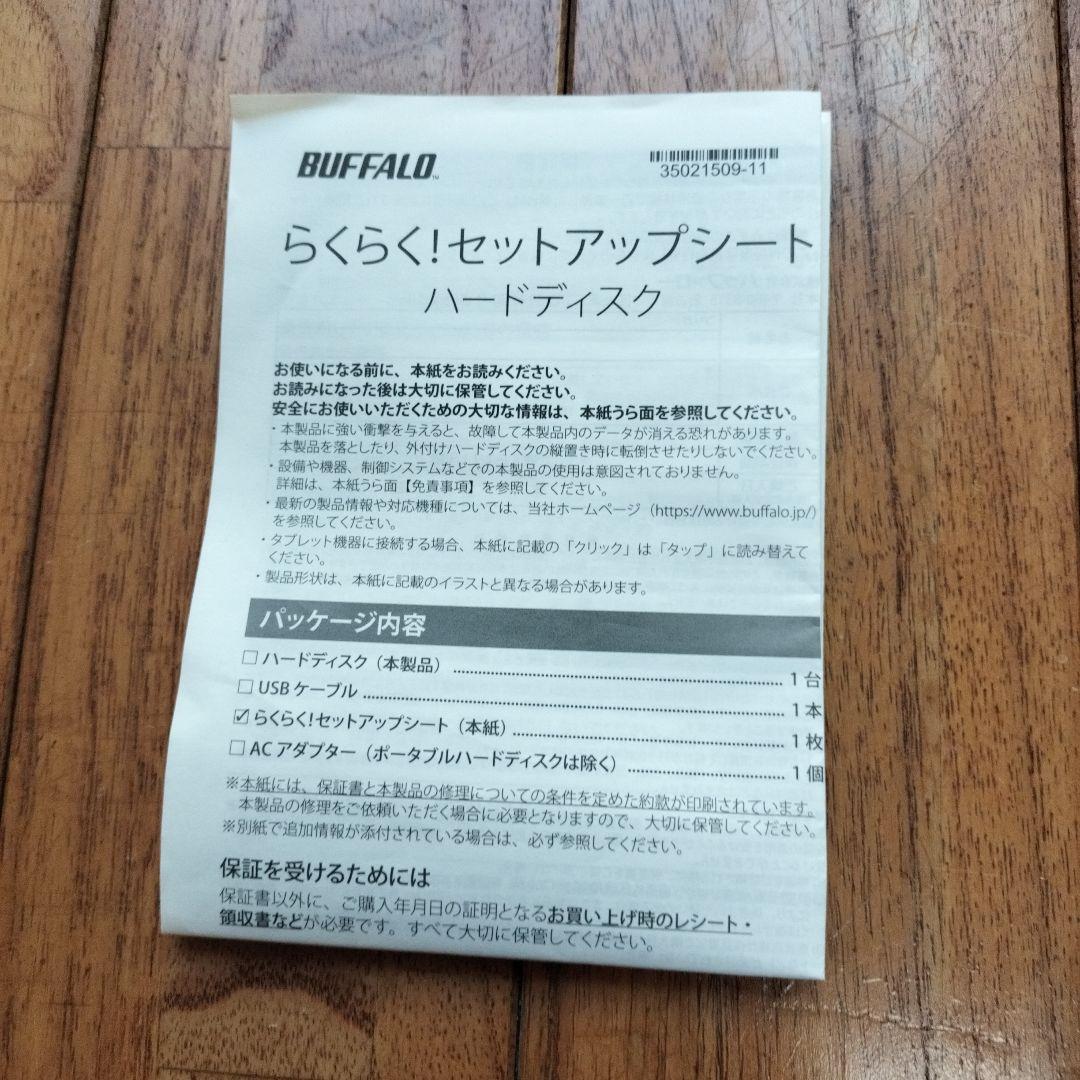 BUFFALO™
35021509-11
らくらく!セットアップシート
ハードディスク
お使いになる前に、本紙をお読みください。
お読みになった後は大切に保管してください。
安全にお使いいただくための大切な情報は、本紙うら面を参照してください。
・本製品に強い衝撃を与えると、故障して本製品内のデータが消える恐れがあります。
本製品を落としたり、外付けハードディスクの縦置き時に転倒させたりしないでください。
・設備や機器、制御システムなどでの本製品の使用は意図されておりません。
詳細は、本紙うら面【免責事項】を参照してください。
・最新の製品情報や対応機種については、当社ホームページ(https://www.buffalo.jp/)
を参照してください。
・タブレット機器に接続する場合、本紙に記載の「クリック」は「タップ」に読み替えて
ください。
・製品形状は、本紙に記載のイラストと異なる場合があります。
パッケージ内容
□ハードディスク(本製品)……1台
□USBケーブル……1本
☑らくらく!セットアップシート(本紙)……1枚
□ACアダプター(ポータブルハードディスクは除く)……1個
※本紙には、保証書と本製品の修理についての条件を定めた約款が印刷されています。
本製品の修理をご依頼いただく場合に必要となりますので、大切に保管してください。
※別紙で追加情報が添付されている場合は、必ず参照してください。
保証を受けるためには
保証書以外に、ご購入年月日の証明となるお買い上げ時のレシート・
領収書などが必要です。すべて大切に保管してください。